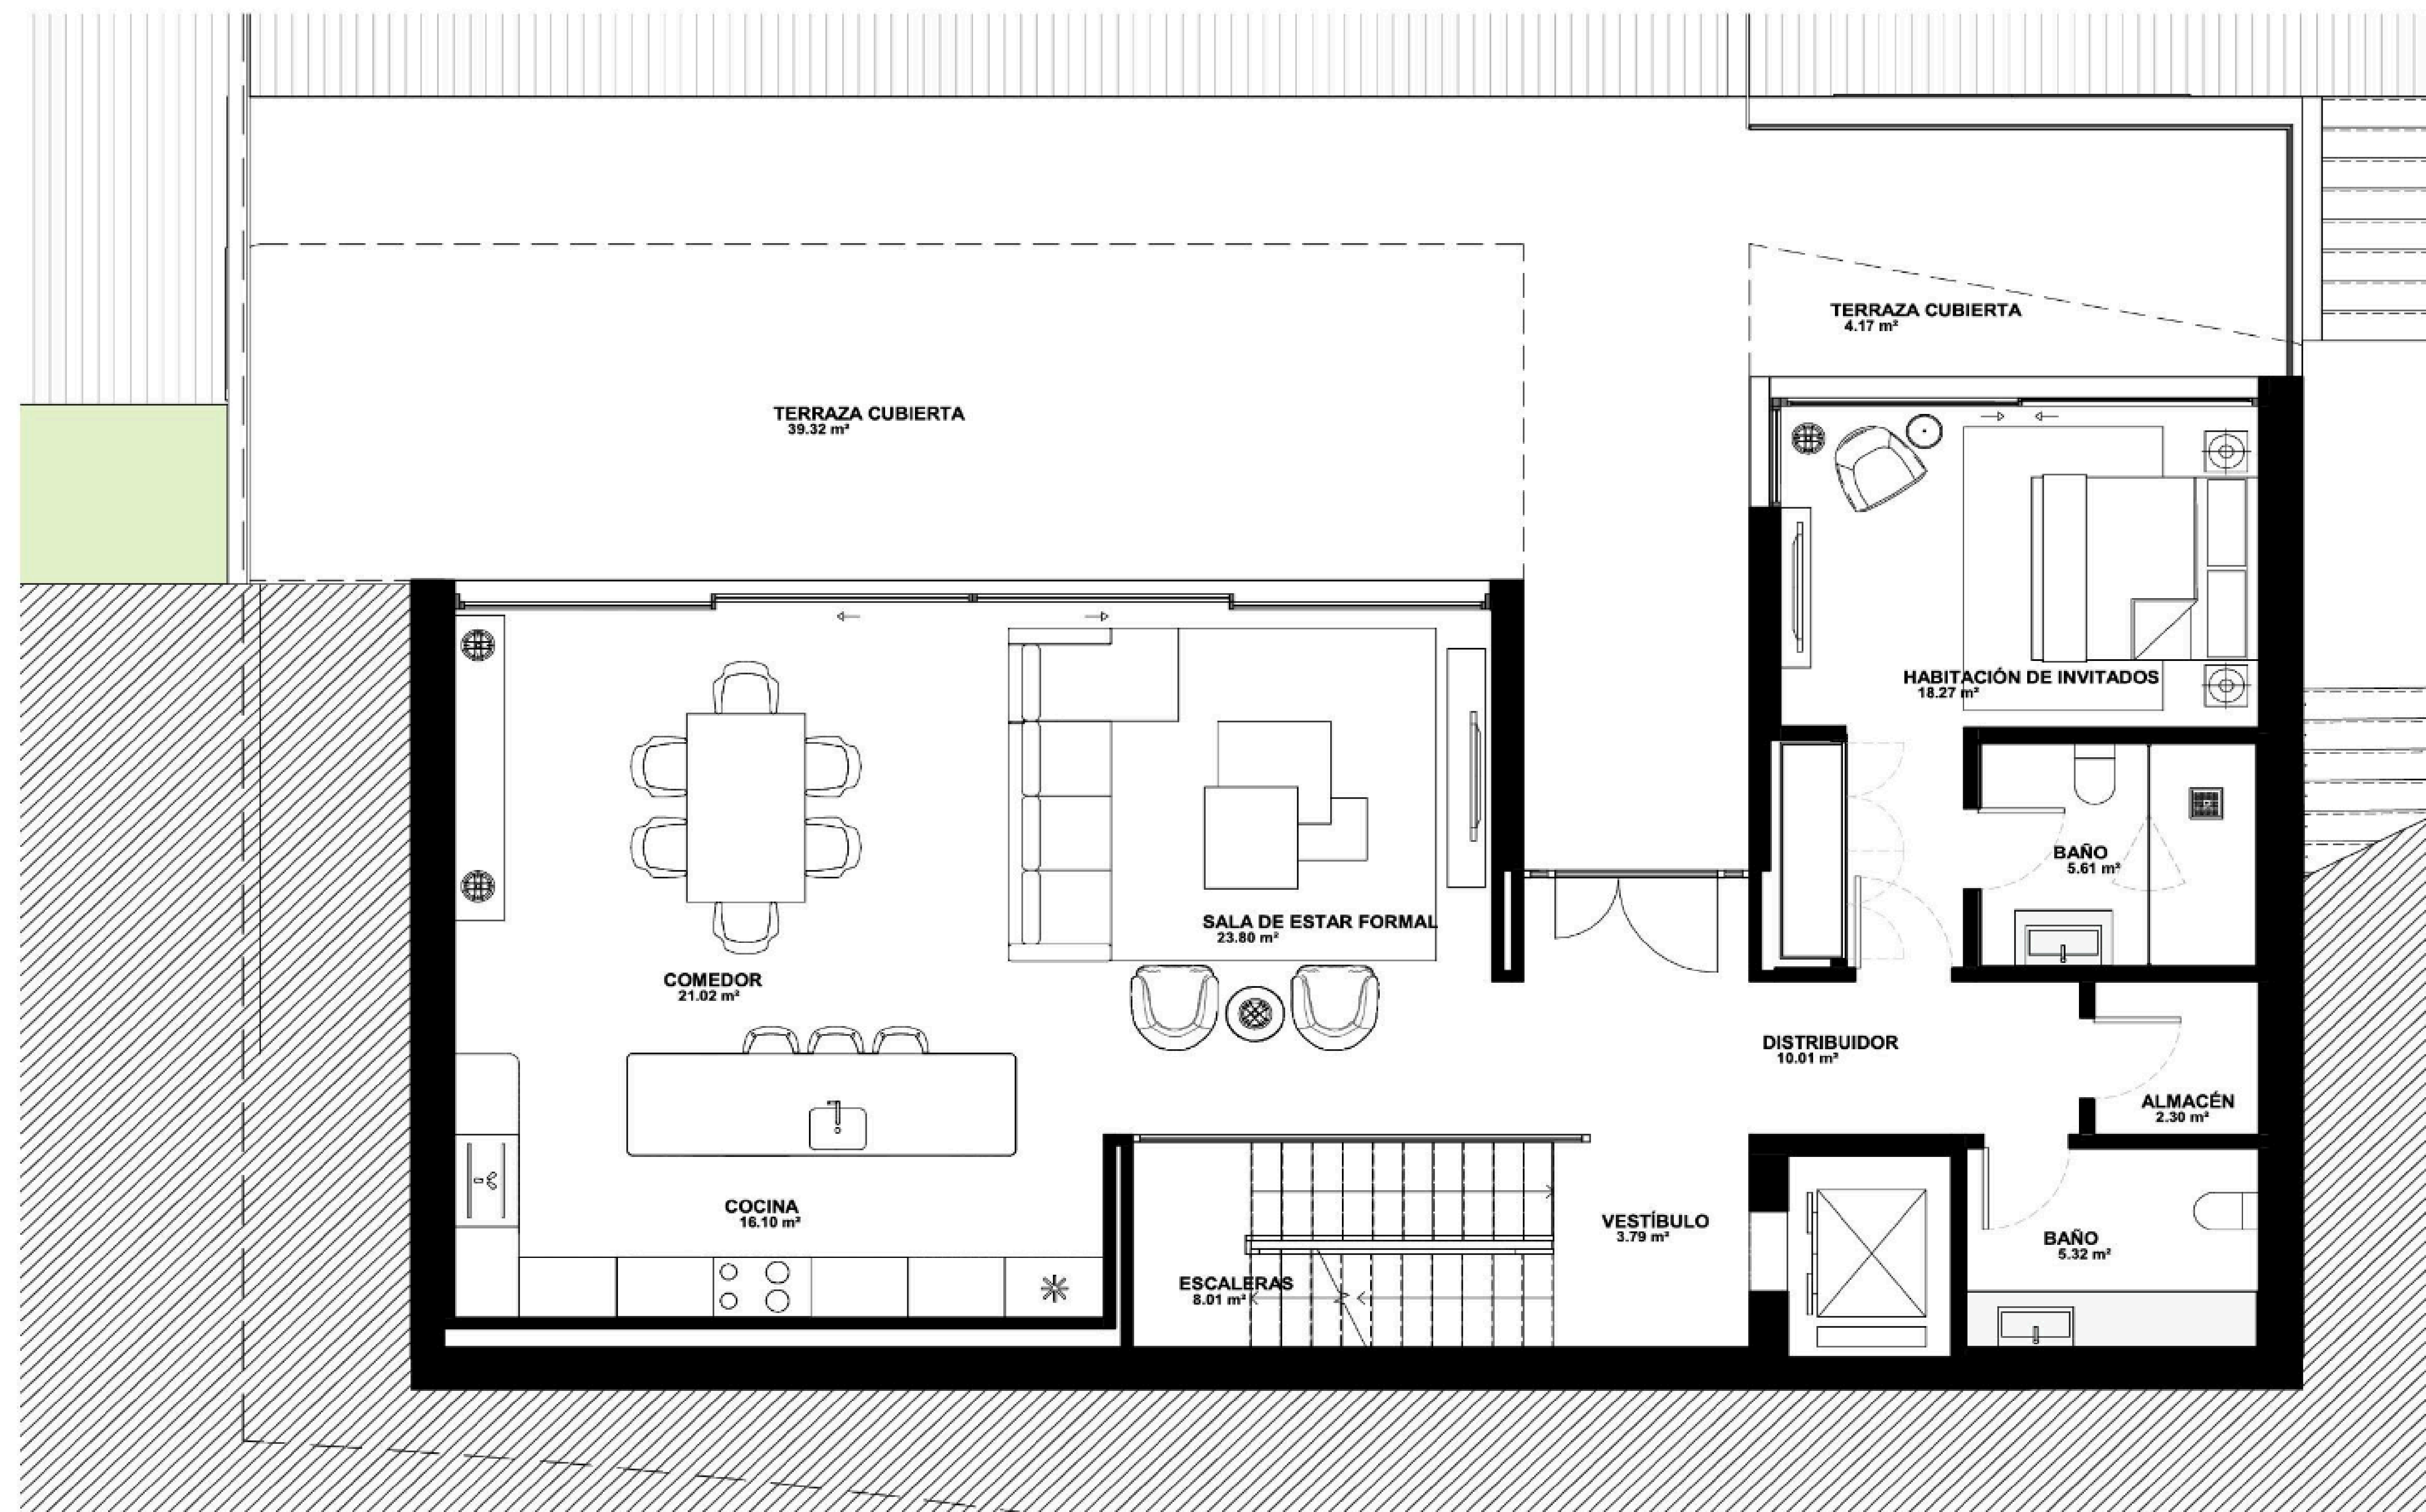 TERRAZA CUBIERTA
4.17 m²
TERRAZA CUBIERTA
39.32 m²
HABITACIÓN DE INVITADOS
18.27 m²
BAÑO
5.61 m²
SALA DE ESTAR FORMAL
23.80 m²
COMEDOR
21.02 m²
DISTRIBUIDOR
10.01 m²
ALMACÉN
2.30 m²
COCINA
16.10 m²
VESTÍBULO
3.79 m²
BAÑO
5.32 m²
ESCALERAS
8.01 m²